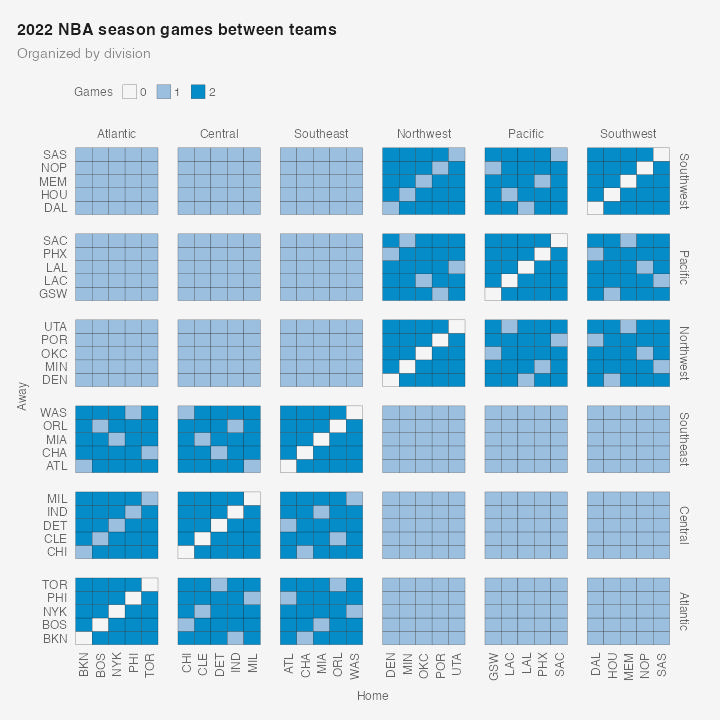 2022 NBA season games between teams
Organized by division
Games 0 1 2
Atlantic Central Southeast Northwest Pacific Southwest
SAS
NOP
MEM
HOU
DAL
Southwest
SAC
PHX
LAL
LAC
GSW
Pacific
UTA
POR
OKC
MIN
DEN
Northwest
Away
WAS
ORL
MIA
CHA
ATL
Southeast
MIL
IND
DET
CLE
CHI
Central
TOR
PHI
NYK
BOS
BKN
Atlantic
BKN BOS NYK PHI TOR CHI CLE DET IND MIL ATL CHA MIA ORL WAS DEN MIN OKC POR UTA GSW LAC LAL PHX SAC DAL HOU MEM NOP SAS
Home